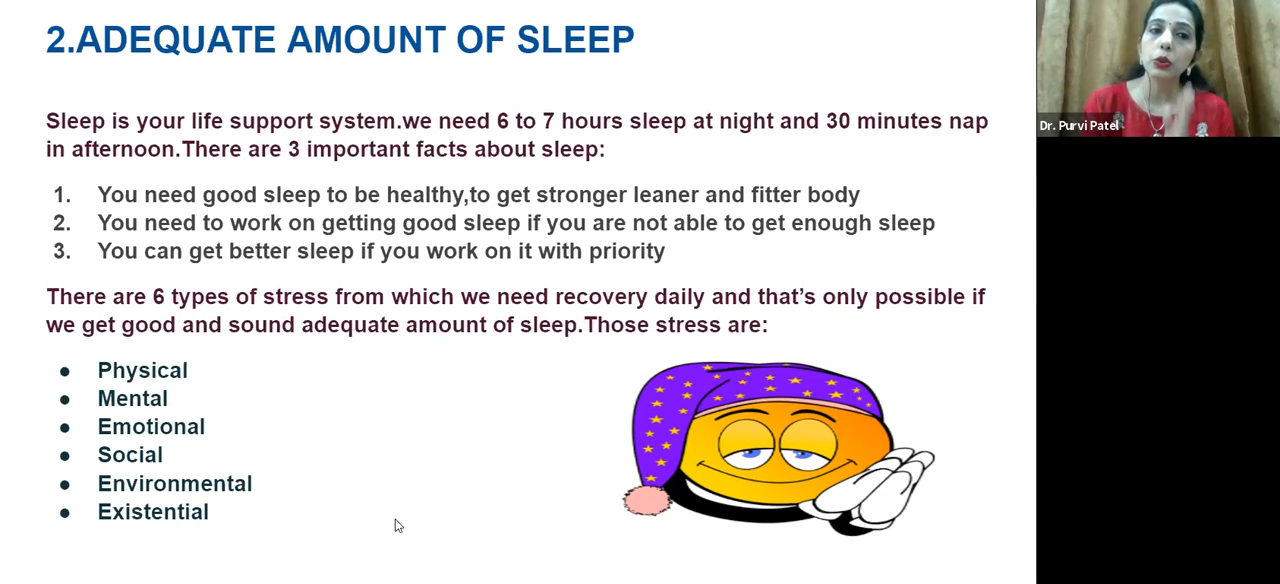 2.ADEQUATE AMOUNT OF SLEEP
Sleep is your life support system.we need 6 to 7 hours sleep at night and 30 minutes nap
in afternoon.There are 3 important facts about sleep:
1. You need good sleep to be healthy,to get stronger leaner and fitter body
2. You need to work on getting good sleep if you are not able to get enough sleep
3. You can get better sleep if you work on it with priority
There are 6 types of stress from which we need recovery daily and that’s only possible if
we get good and sound adequate amount of sleep.Those stress are:
● Physical
● Mental
● Emotional
● Social
● Environmental
● Existential
Dr. Purvi Patel